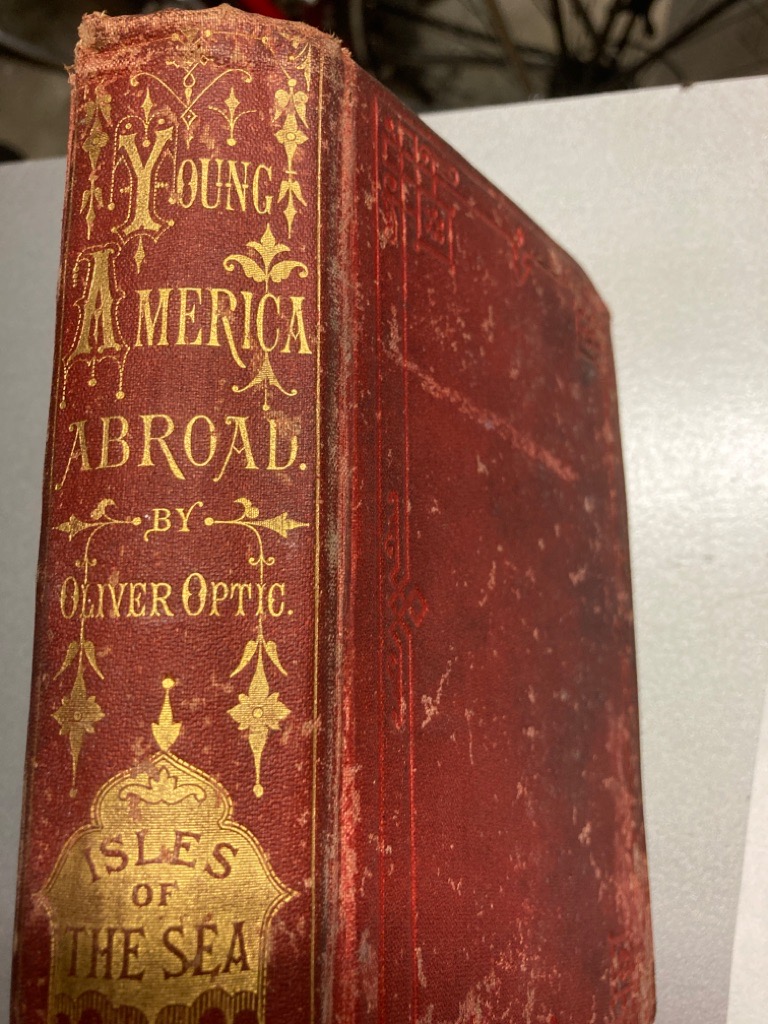 YOUNG
AMERICA
ABROAD.
BY
OLIVER OPTIC.
ISLES
OF
THE SEA